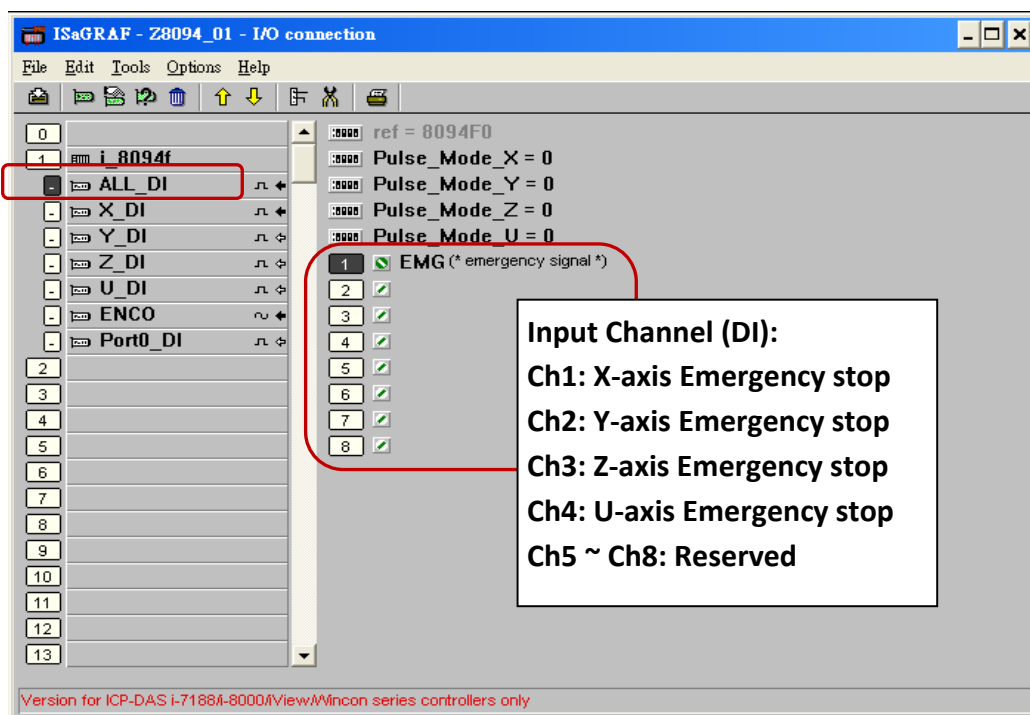 ISaGRAF - Z8094_01 - I/O connection
File Edit Tools Options Help
0
1 i_8094f
- ALL_DI
- X_DI
- Y_DI
- Z_DI
- U_DI
- ENCO
- Port0_DI
2
3
4
5
6
7
8
9
10
11
12
13
ref = 8094F0
Pulse_Mode_X = 0
Pulse_Mode_Y = 0
Pulse_Mode_Z = 0
Pulse_Mode_U = 0
1 EMG (* emergency signal *)
2
3
4
5
6
7
8
Input Channel (DI):
Ch1: X-axis Emergency stop
Ch2: Y-axis Emergency stop
Ch3: Z-axis Emergency stop
Ch4: U-axis Emergency stop
Ch5 ~ Ch8: Reserved
Version for ICP-DAS i-7188/i-8000/iView/Wincon series controllers only